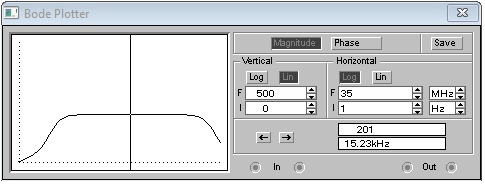 Bode Plotter
Magnitude Phase Save
Vertical Horizontal
Log Lin Log Lin
F 500 F 35 MHz
I 0 I 1 Hz
201
15.23kHz
In Out